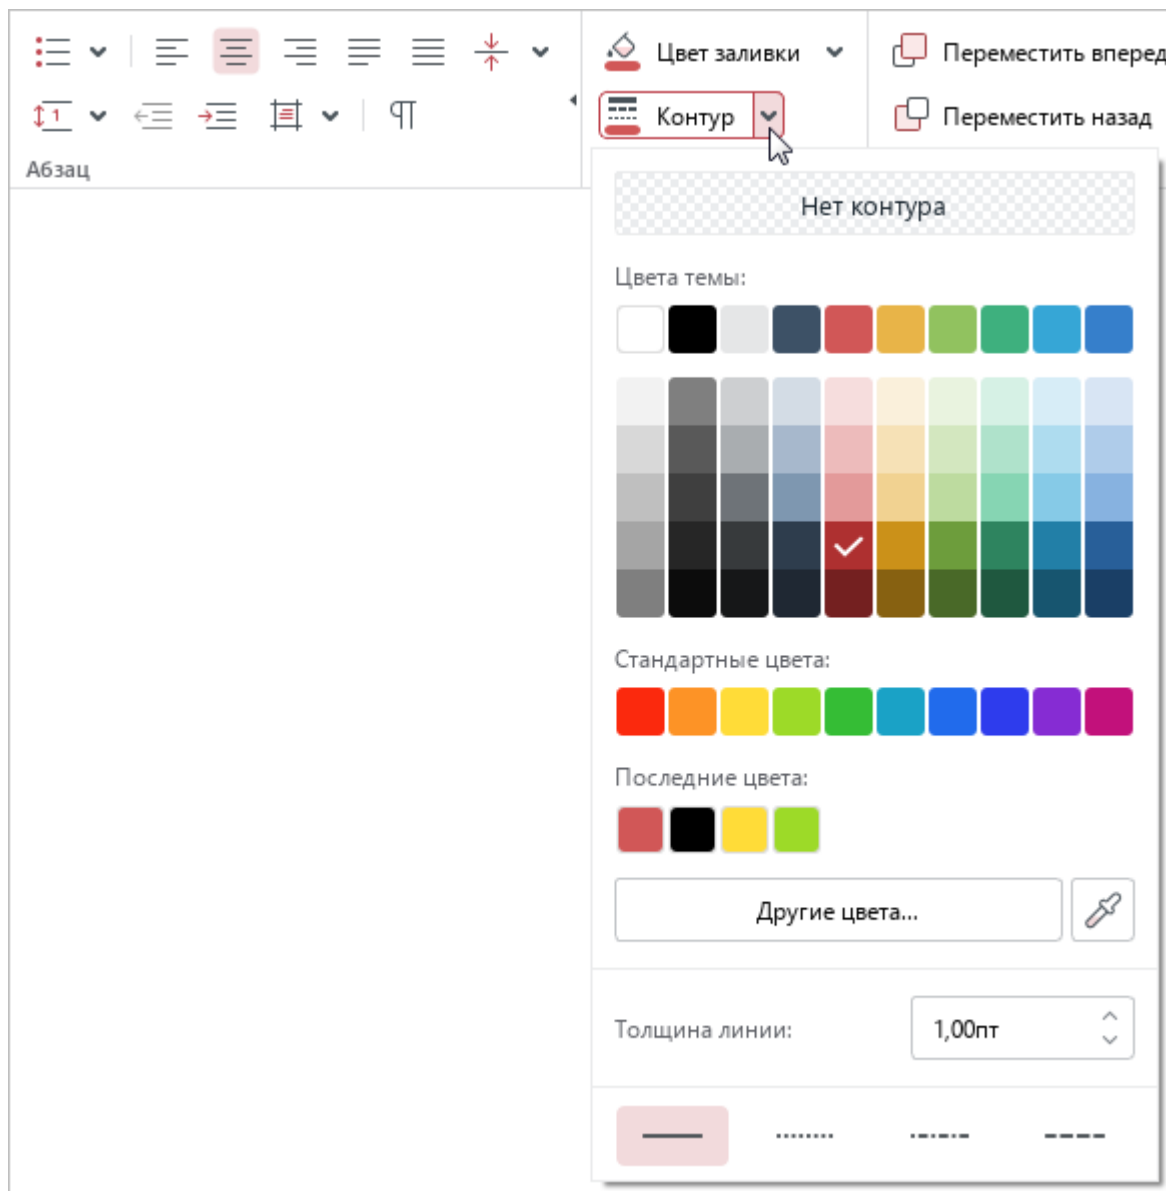 Цвет заливки
Переместить вперед
1
Контур
Переместить назад
Абзац
Нет контура
Цвета темы:
Стандартные цвета:
Последние цвета:
Другие цвета...
Толщина линии:
1,00пт